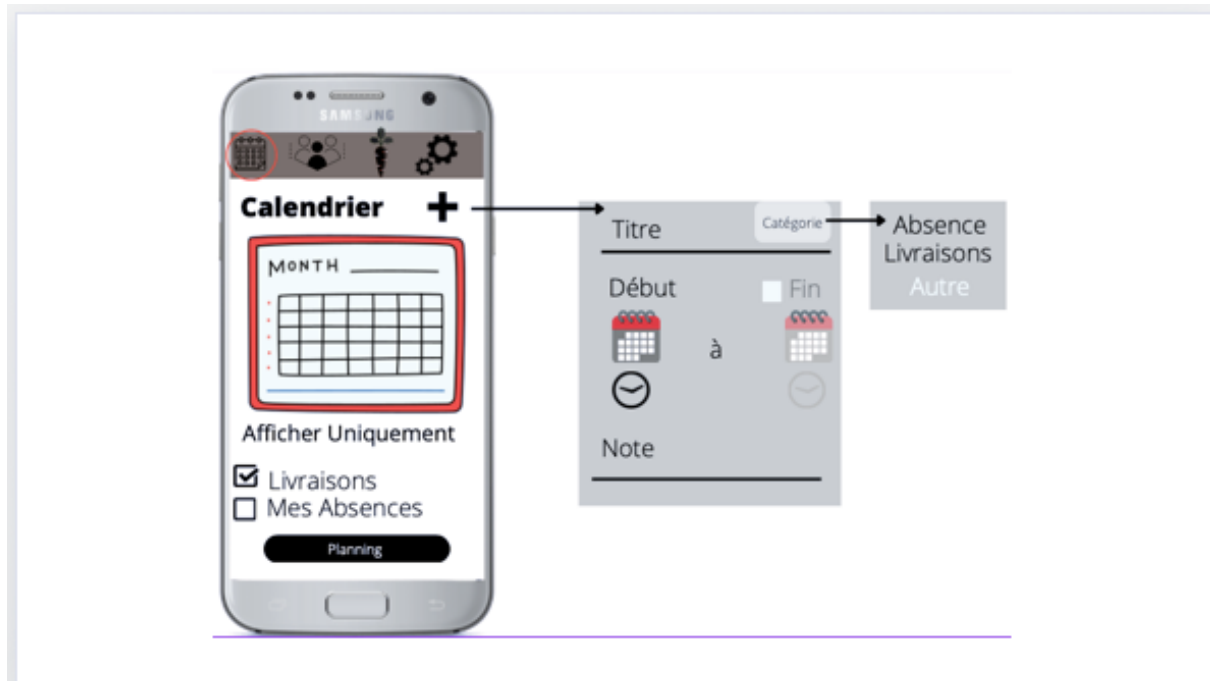 SAMSUNG
Calendrier +
MONTH
Afficher Uniquement
Livraisons
Mes Absences
Planning
Titre
Catégorie
Début
Fin
à
Note
Absence
Livraisons
Autre